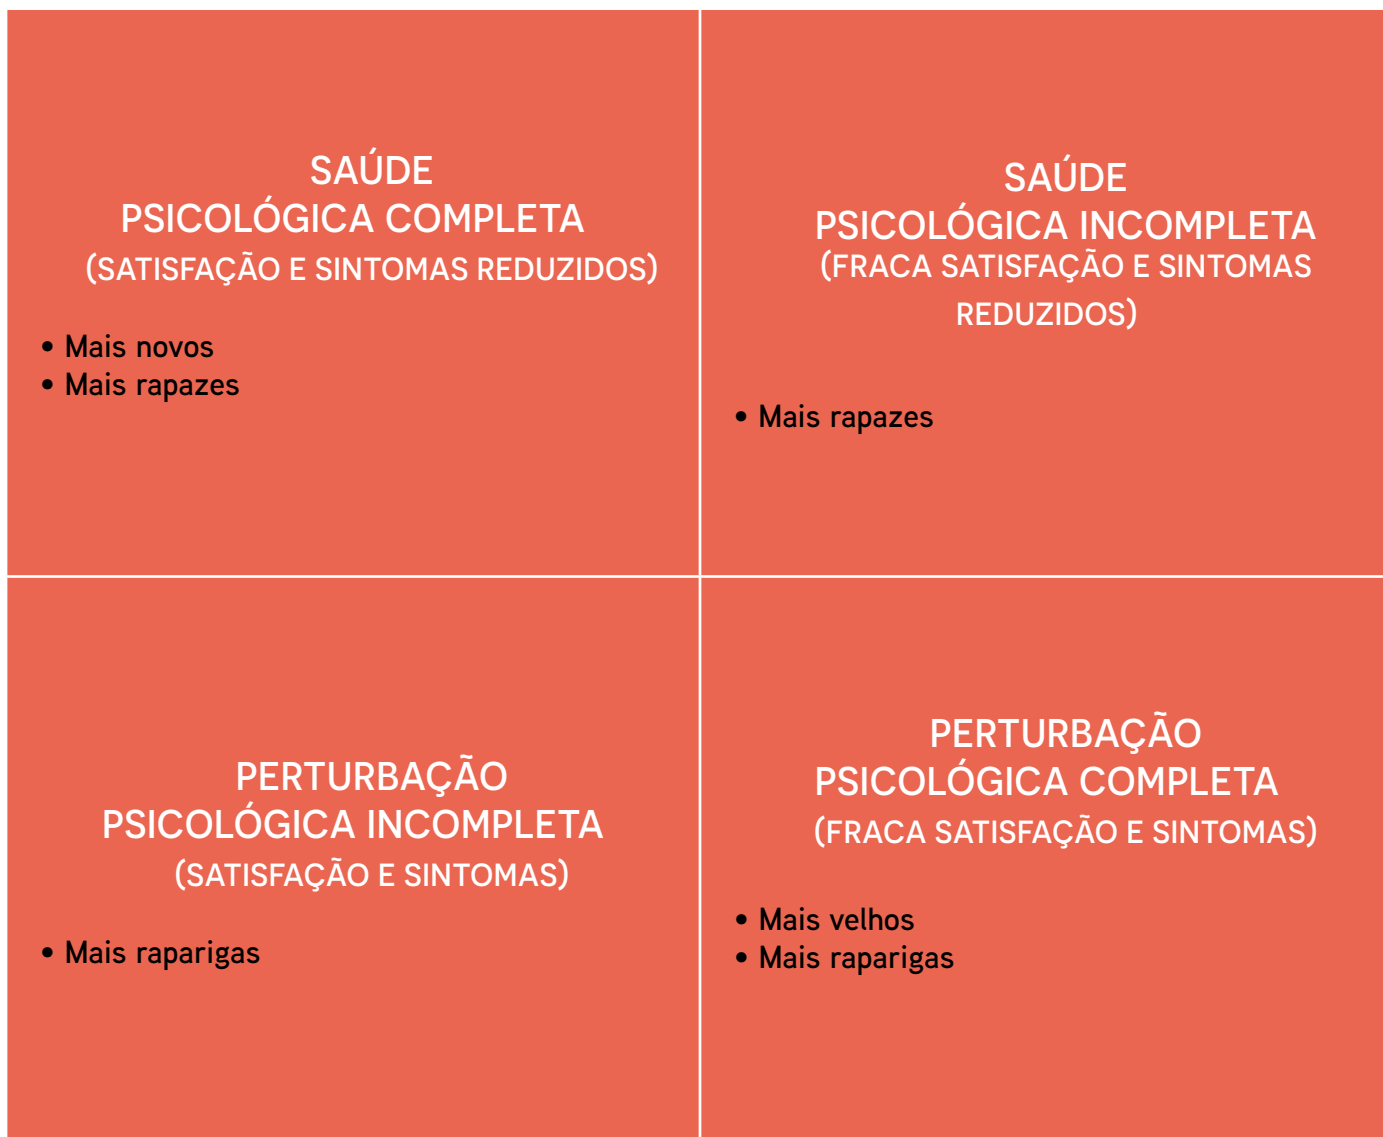 SAÚDE
PSICOLÓGICA COMPLETA
(SATISFAÇÃO E SINTOMAS REDUZIDOS)
• Mais novos
• Mais rapazes
SAÚDE
PSICOLÓGICA INCOMPLETA
(FRACA SATISFAÇÃO E SINTOMAS
REDUZIDOS)
• Mais rapazes
PERTURBAÇÃO
PSICOLÓGICA INCOMPLETA
(SATISFAÇÃO E SINTOMAS)
• Mais raparigas
PERTURBAÇÃO
PSICOLÓGICA COMPLETA
(FRACA SATISFAÇÃO E SINTOMAS)
• Mais velhos
• Mais raparigas